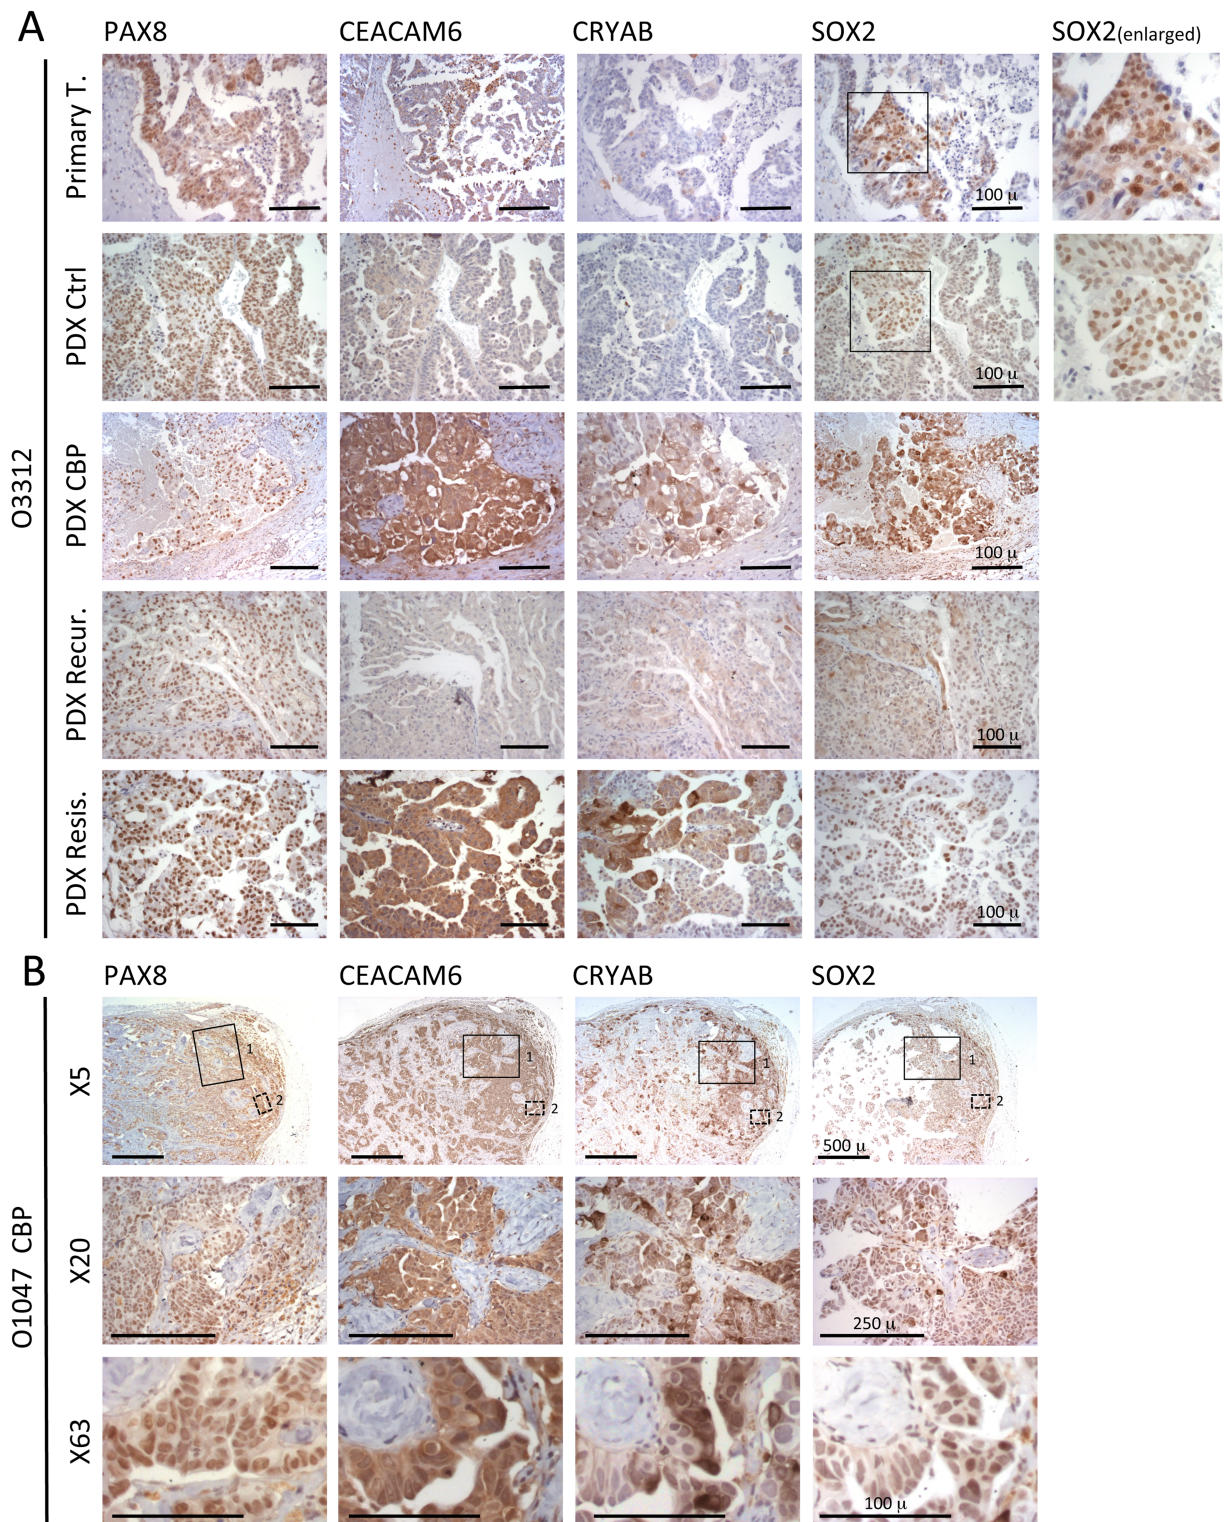 A
PAX8 CEACAM6 CRYAB SOX2 SOX2(enlarged)
O3312
Primary T.
100 µ
PDX Ctrl
100 µ
PDX CBP
100 µ
PDX Recur.
100 µ
PDX Resis.
100 µ
B
PAX8 CEACAM6 CRYAB SOX2
O1047 CBP
X5
1 1 1 1
2 2 2 2
500 µ
X20
250 µ
X63
100 µ